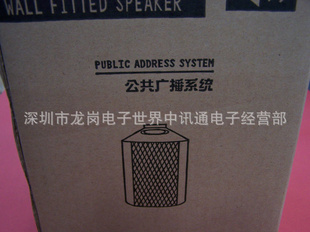 WALL FITTED SPEAKER
PUBLIC ADDRESS SYSTEM
公共广播系统
深圳市龙岗电子世界中讯通电子经营部